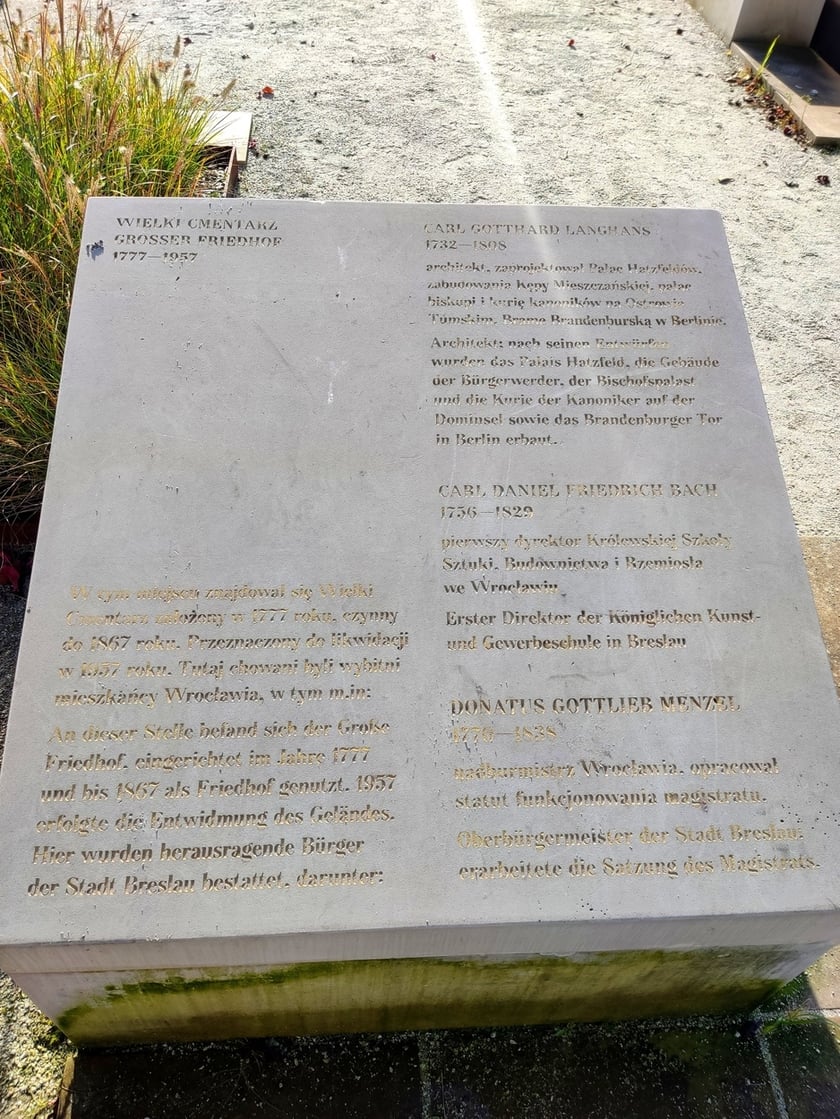 WIELKI CMENTARZ
GROSSER FRIEDHOF
1777—1957
W tym miejscu znajdował się Wielki
Cmentarz założony w 1777 roku, czynny
do 1867 roku. Przeznaczony do likwidacji
w 1957 roku. Tutaj chowani byli wybitni
mieszkańcy Wrocławia, w tym m.in:
An dieser Stelle befand sich der Große
Friedhof, eingerichtet im Jahre 1777
und bis 1867 als Friedhof genutzt. 1957
erfolgte die Entwidmung des Geländes.
Hier wurden herausragende Bürger
der Stadt Breslau bestattet, darunter:
CARL GOTTHARD LANGHANS
1732—1808
architekt, zaprojektował Pałac Hatzfeldów,
zabudowania Kępy Mieszczańskiej, pałac
biskupi i kurię kanoników na Ostrowie
Tumskim, Bramę Brandenburską w Berlinie.
Architekt; nach seinen Entwürfen
wurden das Palais Hatzfeld, die Gebäude
der Bürgerwerder, der Bischofspalast
und die Kurie der Kanoniker auf der
Dominsel sowie das Brandenburger Tor
in Berlin erbaut.
CARL DANIEL FRIEDRICH BACH
1756—1829
pierwszy dyrektor Królewskiej Szkoły
Sztuki, Budownictwa i Rzemiosła
we Wrocławiu
Erster Direktor der Königlichen Kunst-
und Gewerbeschule in Breslau
DONATUS GOTTLIEB MENZEL
1776—1838
nadburmistrz Wrocławia, opracował
statut funkcjonowania magistratu.
Oberbürgermeister der Stadt Breslau;
erarbeitete die Satzung des Magistrats.